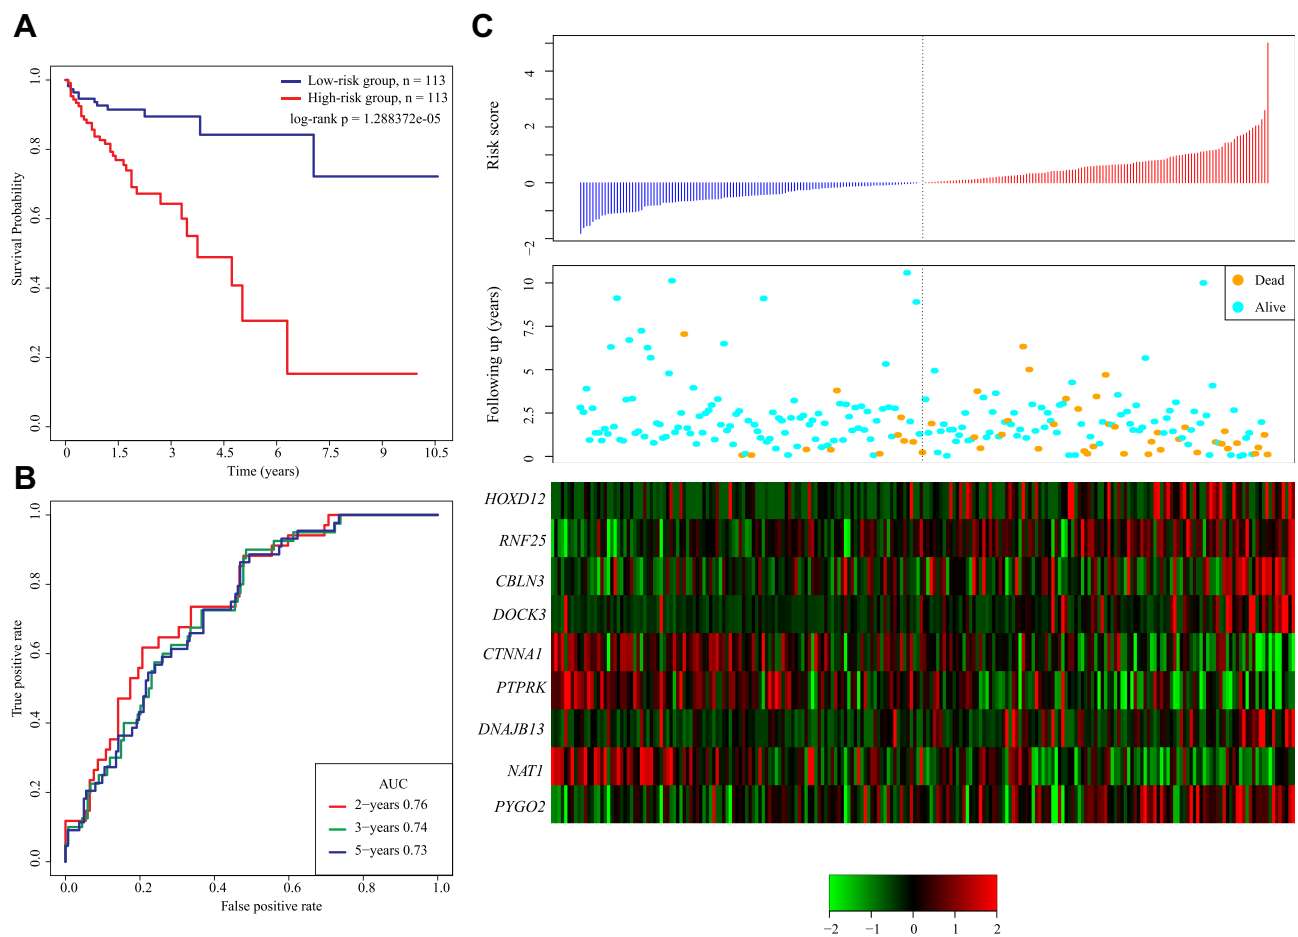 A
1.0
0.8
0.6
0.4
0.2
0.0
Survival Probability
Low-risk group, n = 113
High-risk group, n = 113
log-rank p = 1.288372e-05
0 1.5 3 4.5 6 7.5 9 10.5
Time (years)
B
1.0
0.8
0.6
0.4
0.2
0.0
True positive rate
AUC
2−years 0.76
3−years 0.74
5−years 0.73
0.0 0.2 0.4 0.6 0.8 1.0
False positive rate
C
4
2
0
−2
Risk score
10
7.5
5
2.5
0
Following up (years)
Dead
Alive
HOXD12
RNF25
CBLN3
DOCK3
CTNNA1
PTPRK
DNAJB13
NAT1
PYGO2
−2 −1 0 1 2